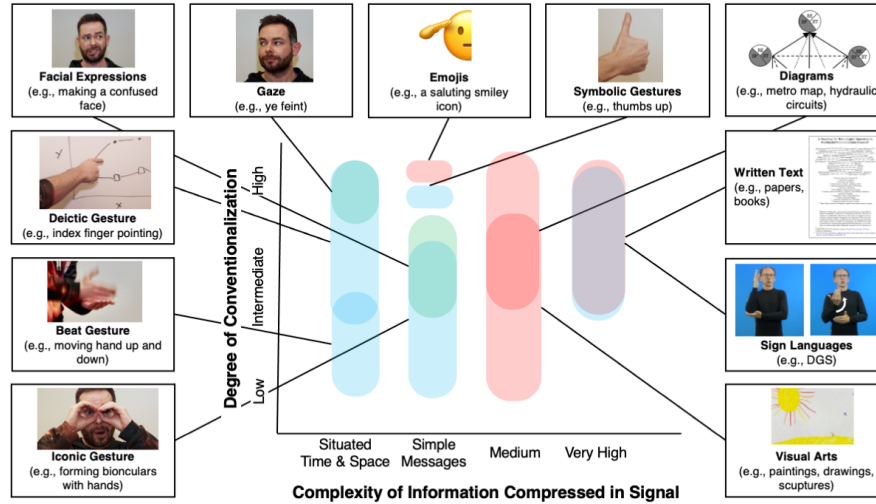 Facial Expressions
(e.g., making a confused
face)
Gaze
(e.g., ye feint)
Emojis
(e.g., a saluting smiley
icon)
Symbolic Gestures
(e.g., thumbs up)
Diagrams
(e.g., metro map, hydraulic
circuits)
Y
X
Deictic Gesture
(e.g., index finger pointing)
Written Text
(e.g., papers,
books)
Beat Gesture
(e.g., moving hand up and
down)
Sign Languages
(e.g., DGS)
Iconic Gesture
(e.g., forming bionculars
with hands)
Visual Arts
(e.g., paintings, drawings,
scuptures)
Degree of Conventionalization
High
Intermediate
Low
Situated
Time & Space
Simple
Messages
Medium
Very High
Complexity of Information Compressed in Signal